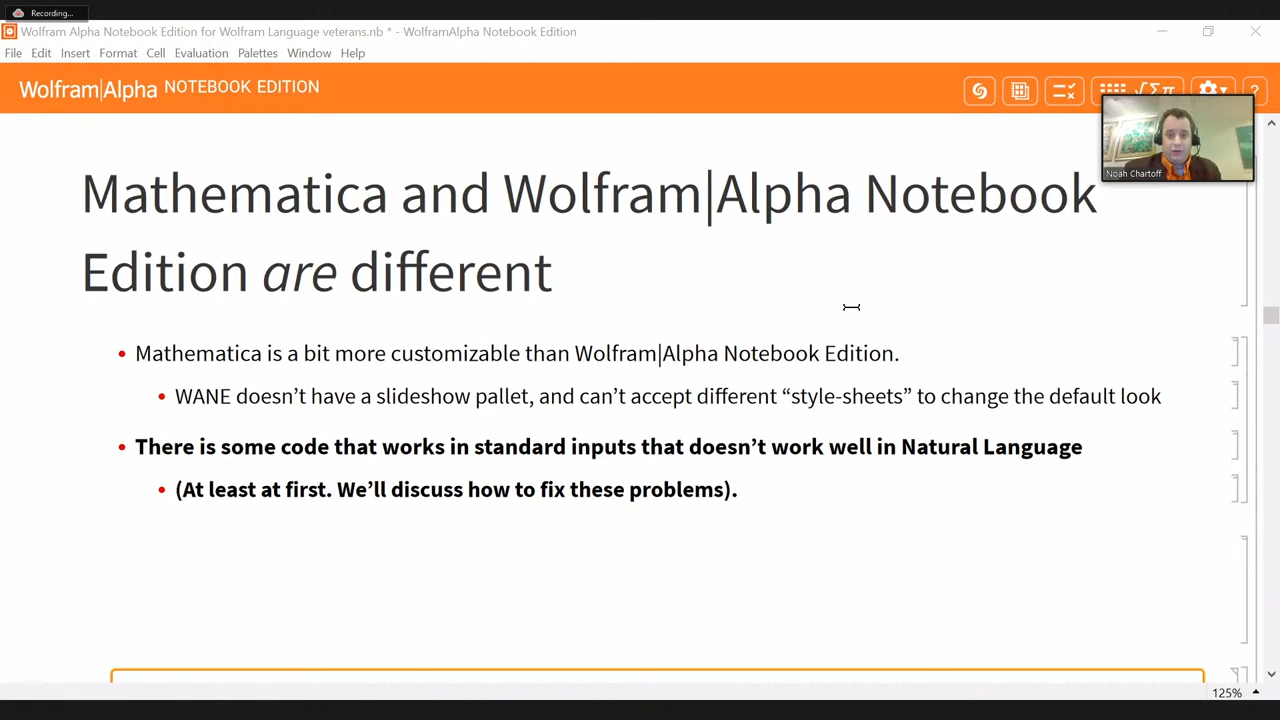 Recording...
Wolfram Alpha Notebook Edition for Wolfram Language veterans.nb * - WolframAlpha Notebook Edition
File Edit Insert Format Cell Evaluation Palettes Window Help
Wolfram|Alpha NOTEBOOK EDITION
√Σπ
?
Noah Chartoff
Mathematica and Wolfram|Alpha Notebook
Edition are different
• Mathematica is a bit more customizable than Wolfram|Alpha Notebook Edition.
• WANE doesn’t have a slideshow pallet, and can’t accept different “style-sheets” to change the default look
• There is some code that works in standard inputs that doesn’t work well in Natural Language
• (At least at first. We’ll discuss how to fix these problems).
125%